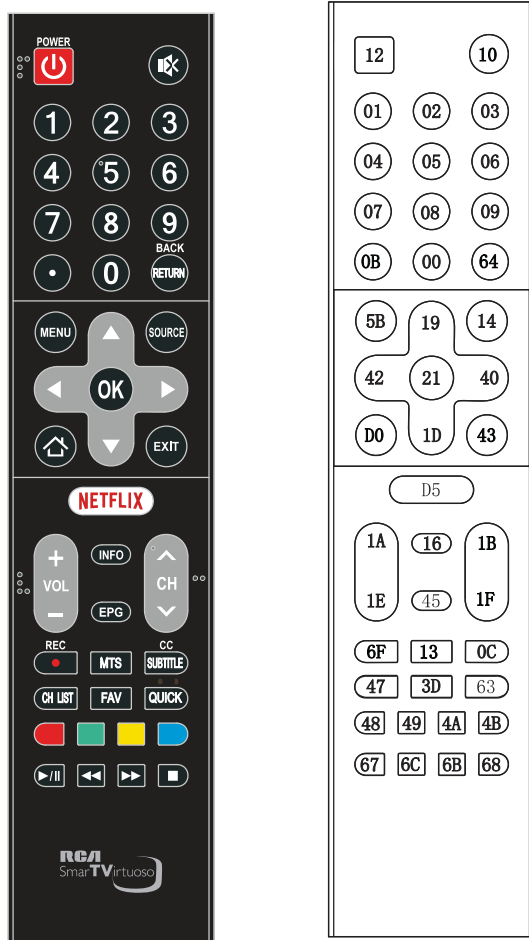 POWER
1 2 3
4 5 6
7 8 9
BACK
• 0 RETURN
MENU SOURCE
OK
EXIT
NETFLIX
+
INFO
VOL CH
−
EPG
REC CC
MTS SUBTITLE
CH LIST FAV QUICK
RCA
SmarTVirtuoso
12 10
01 02 03
04 05 06
07 08 09
0B 00 64
5B 19 14
42 21 40
D0 1D 43
D5
1A 16 1B
1E 45 1F
6F 13 0C
47 3D 63
48 49 4A 4B
67 6C 6B 68